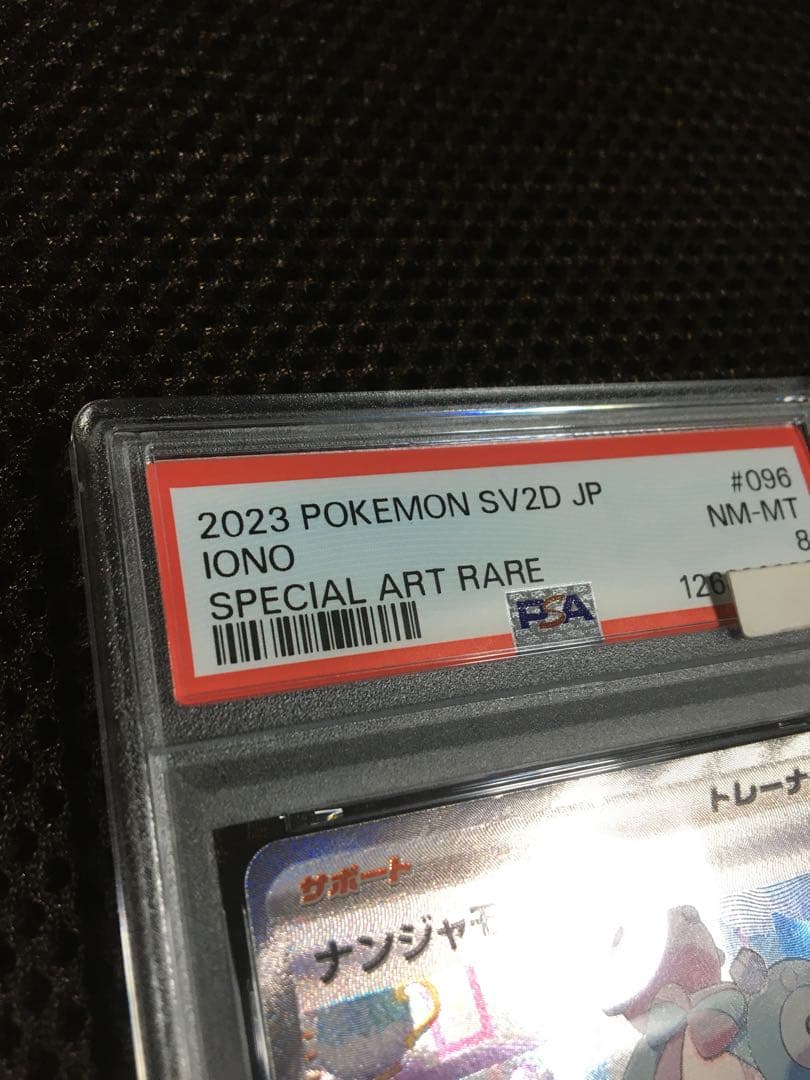 2023 POKEMON SV2D JP #096
IONO NM-MT
SPECIAL ART RARE 8
126
PSA
トレーナ
サポート
ナンジャモ